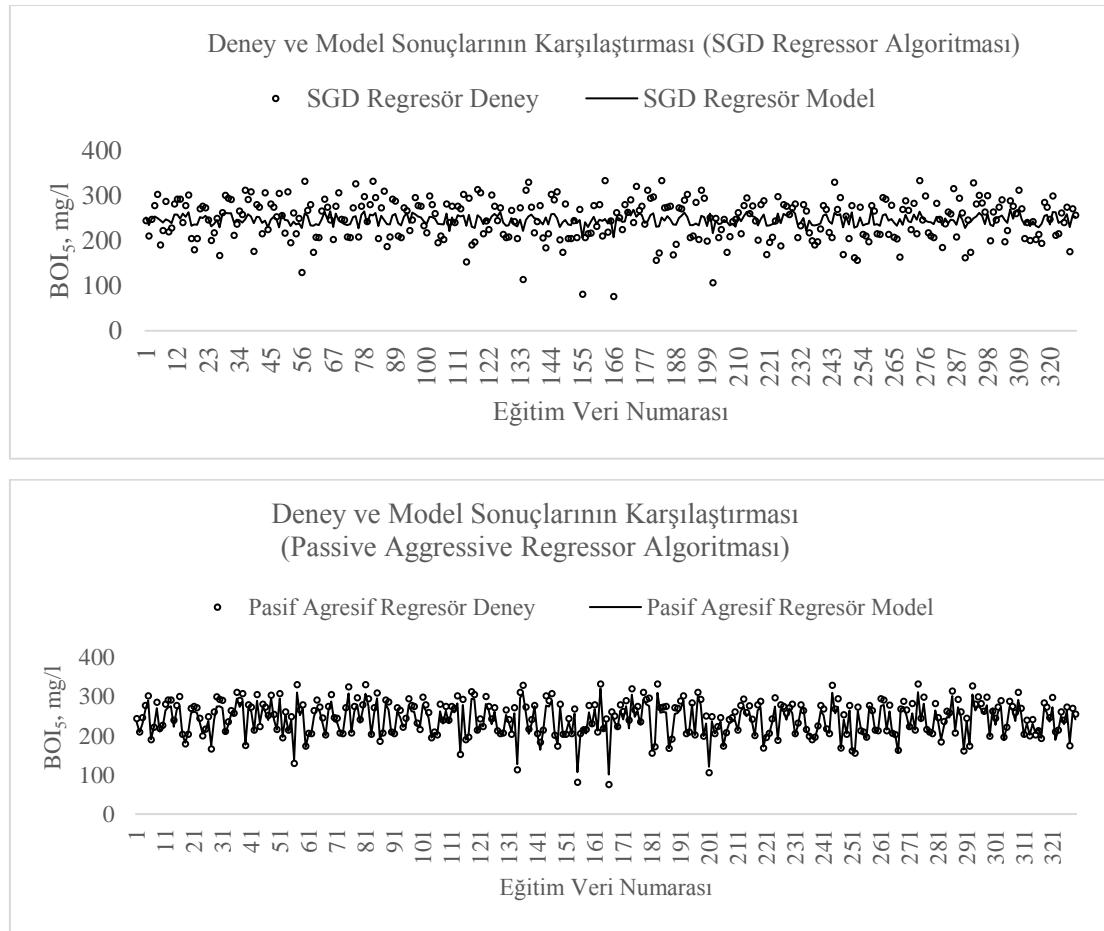 Deney ve Model Sonuçlarının Karşılaştırması (SGD Regressor Algoritması)
SGD Regresör Deney SGD Regresör Model
BOI5, mg/l
400
300
200
100
0
1 12 23 34 45 56 67 78 89 100 111 122 133 144 155 166 177 188 199 210 221 232 243 254 265 276 287 298 309 320
Eğitim Veri Numarası
Deney ve Model Sonuçlarının Karşılaştırması
(Passive Aggressive Regressor Algoritması)
Pasif Agresif Regresör Deney Pasif Agresif Regresör Model
BOI5, mg/l
400
300
200
100
0
1 11 21 31 41 51 61 71 81 91 101 111 121 131 141 151 161 171 181 191 201 211 221 231 241 251 261 271 281 291 301 311 321
Eğitim Veri Numarası